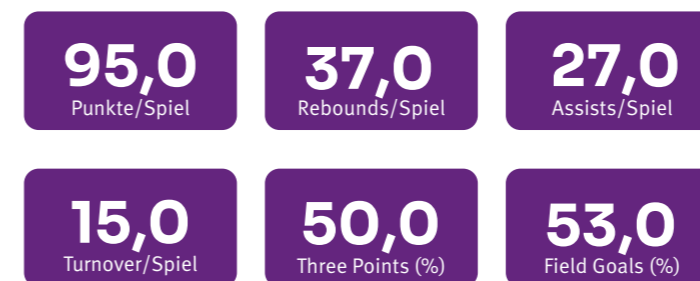 95,0
Punkte/Spiel
37,0
Rebounds/Spiel
27,0
Assists/Spiel
15,0
Turnover/Spiel
50,0
Three Points (%)
53,0
Field Goals (%)